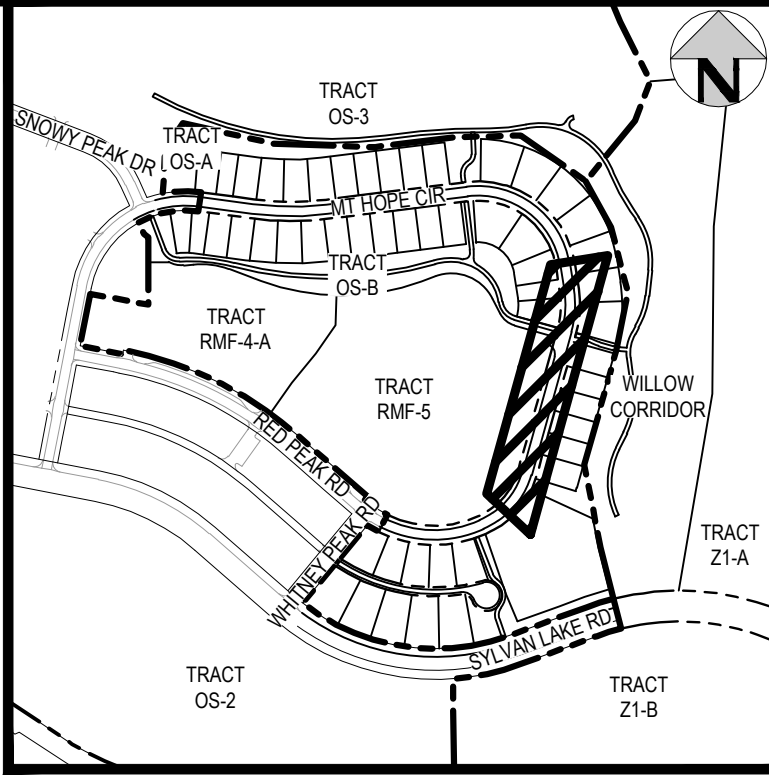 N
TRACT
OS-3
SNOWY PEAK DR
TRACT
OS-A
MT HOPE CIR
TRACT
OS-B
TRACT
RMF-4-A
TRACT
RMF-5
WILLOW
CORRIDOR
RED PEAK RD
WHITNEY PEAK RD
TRACT
Z1-A
SYLVAN LAKE RD
TRACT
OS-2
TRACT
Z1-B